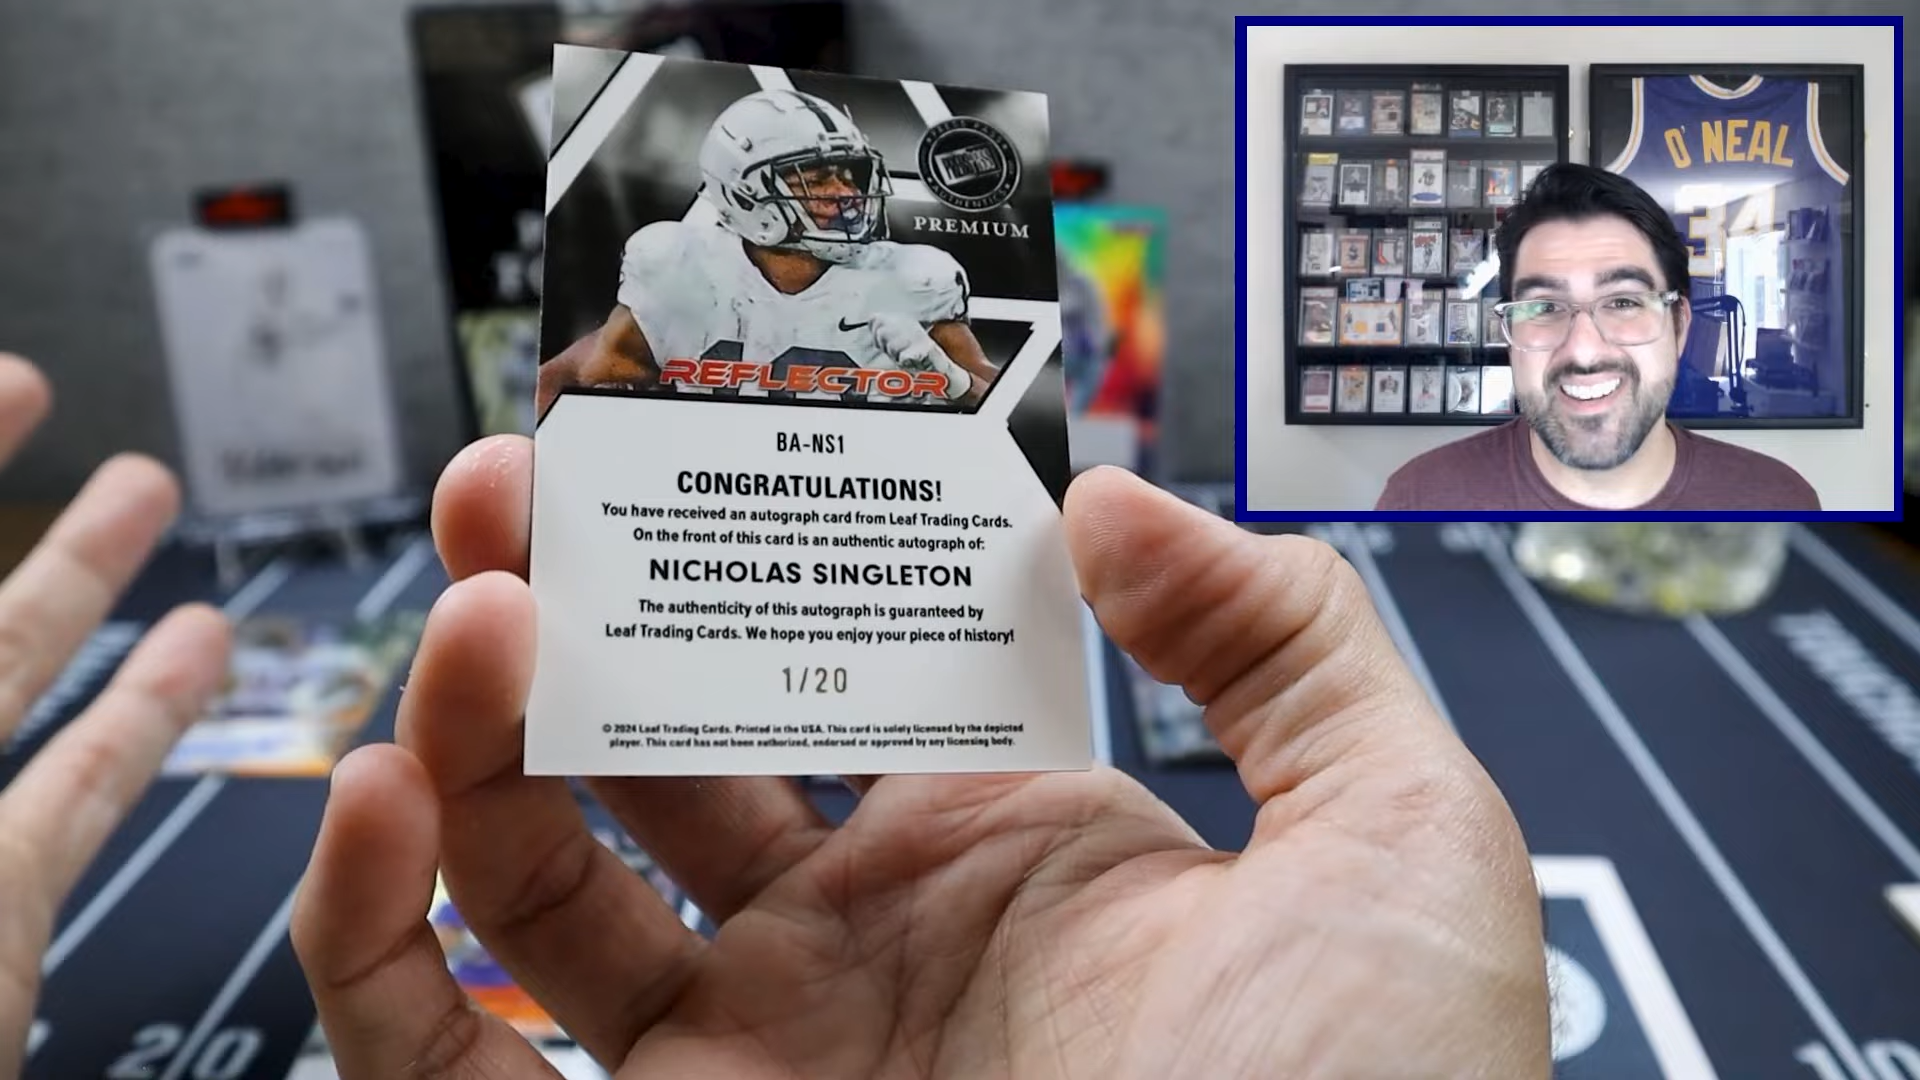 PREMIUM
REFLECTOR
BA-NS1
CONGRATULATIONS!
You have received an autograph card from Leaf Trading Cards.
On the front of this card is an authentic autograph of:
NICHOLAS SINGLETON
The authenticity of this autograph is guaranteed by
Leaf Trading Cards. We hope you enjoy your piece of history!
1/20
© 2024 Leaf Trading Cards. Printed in the USA. This card is solely licensed by the depicted
player. This card has not been authorized, endorsed or approved by any licensing body.
O'NEAL
34
20